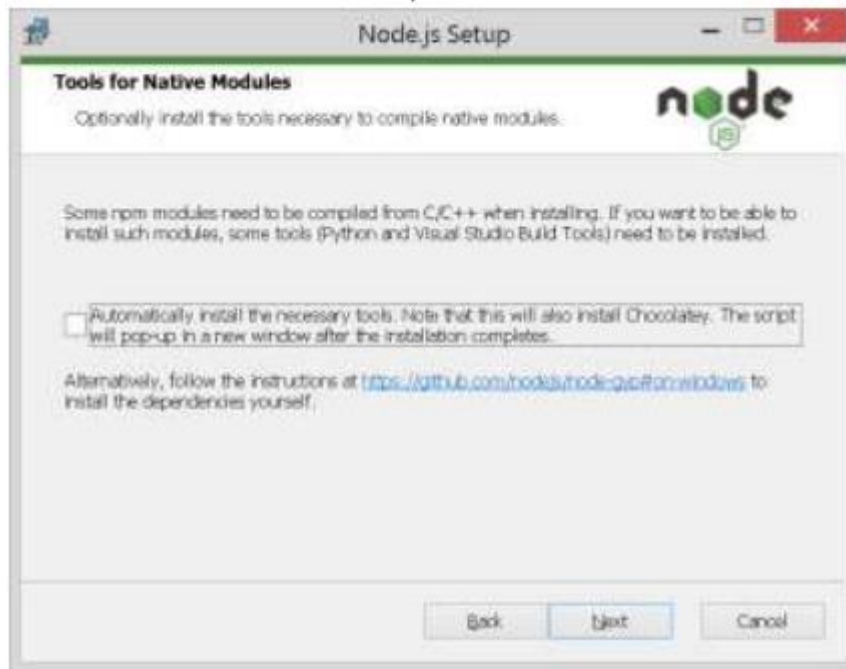 Node.js Setup
Tools for Native Modules
Optionally install the tools necessary to compile native modules.
node
JS
Some npm modules need to be compiled from C/C++ when installing. If you want to be able to
install such modules, some tools (Python and Visual Studio Build Tools) need to be installed.
Automatically install the necessary tools. Note that this will also install Chocolatey. The script
will pop-up in a new window after the installation completes.
Alternatively, follow the instructions at https://github.com/nodejs/node-gyp#on-windows to
install the dependencies yourself.
Back
Next
Cancel